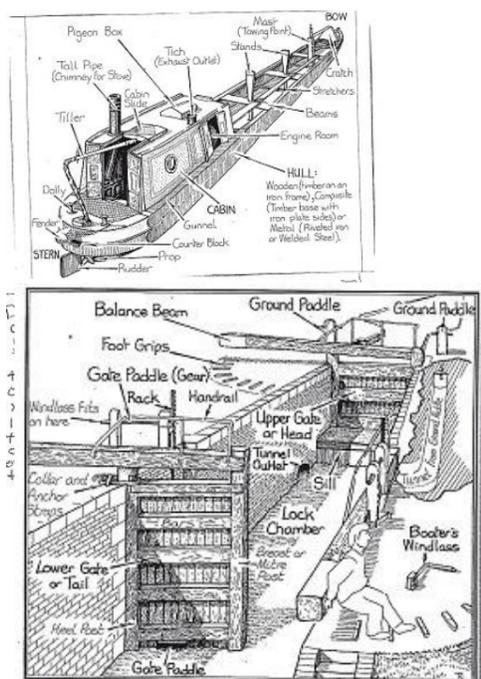 BOW
Mast
(Towing Point)
Pigeon Box
Tich
(Exhaust Outlet)
Stands
Tall Pipe
(Chimney for Stove)
Cabin
Slide
Cratch
Stretchers
Beams
Tiller
Engine Room
HULL:
Wooden (timber on an
iron frame), Composite
(Timber base with
iron plate sides) or
Metal (Riveted iron
or Welded Steel).
Dolly
CABIN
Gunnel
Fender
Counter Block
STERN
Prop
Rudder
Balance Beam
Ground Paddle
Ground Paddle
Foot Grips
Gate Paddle (Gear)
Rack
Handrail
Windlass fits
on here
Upper Gate
or Head
Tunnel
Outlet
Sill
Tunnel from Ground Paddle
Collar and
Anchor
Straps
Bars
Lock
Chamber
Boater's
Windlass
Lower Gate
or Tail
Breast or
Mitre
Post
Heel Post
Gate Paddle